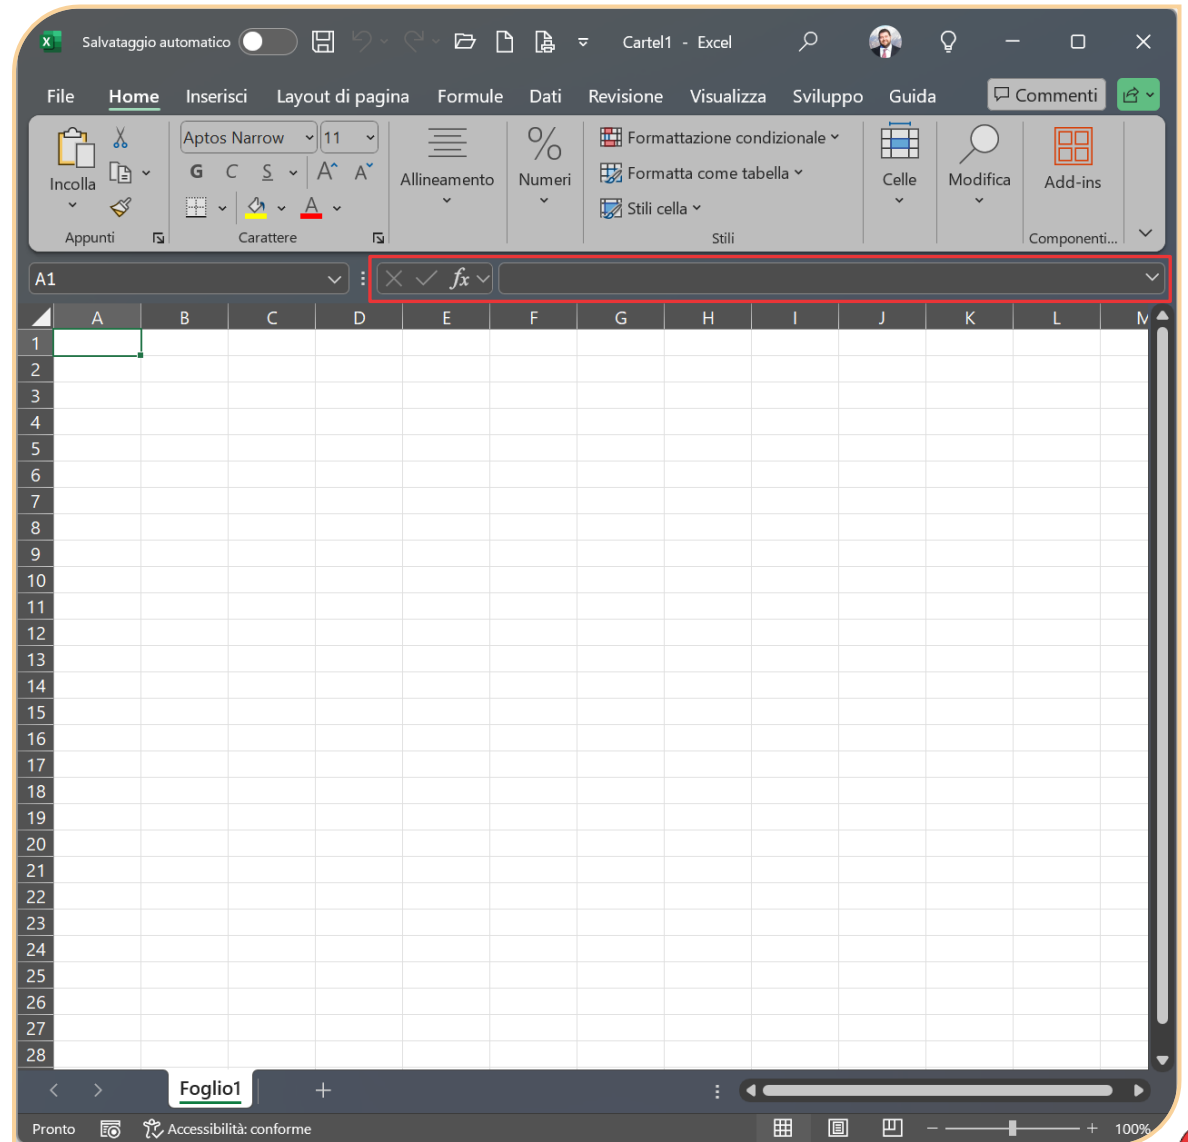 Salvataggio automatico Cartel1 - Excel
File Home Inserisci Layout di pagina Formule Dati Revisione Visualizza Sviluppo Guida Commenti
Incolla
Appunti
Aptos Narrow 11
G C S A A
A
Carattere
Allineamento
% Numeri
Formattazione condizionale
Formatta come tabella
Stili cella
Stili
Celle
Modifica
Add-ins
Componenti...
A1 fx
A B C D E F G H I J K L M
1
2
3
4
5
6
7
8
9
10
11
12
13
14
15
16
17
18
19
20
21
22
23
24
25
26
27
28
Foglio1
Pronto Accessibilità: conforme 100%